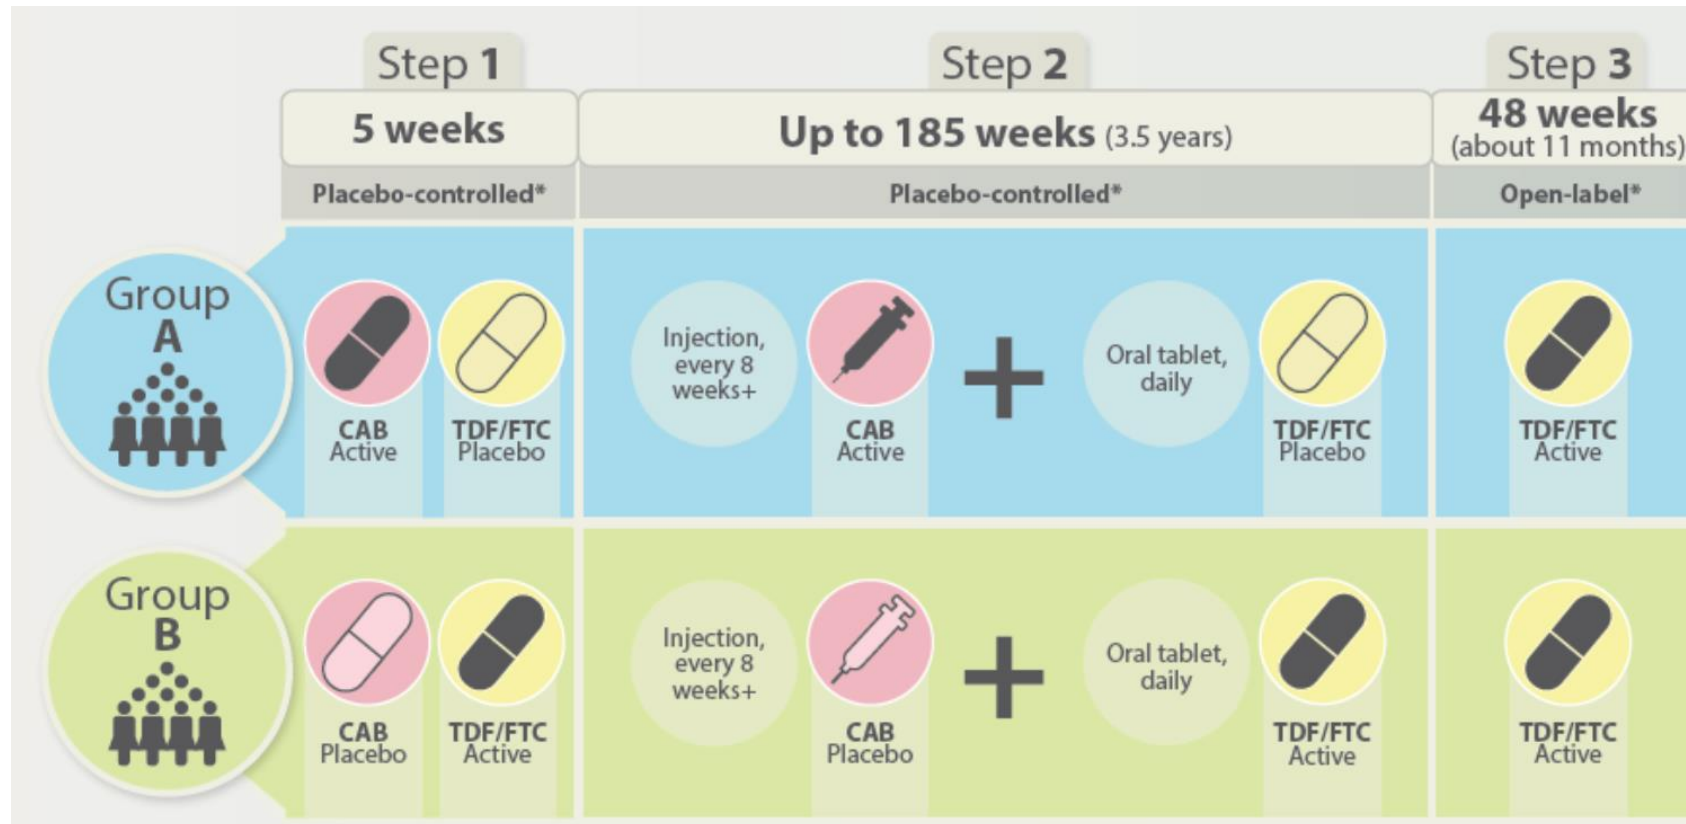 Step 1
Step 2
Step 3
5 weeks
Up to 185 weeks (3.5 years)
48 weeks
(about 11 months)
Placebo-controlled*
Placebo-controlled*
Open-label*
Group
A
CAB
Active
TDF/FTC
Placebo
Injection,
every 8
weeks+
CAB
Active
+
Oral tablet,
daily
TDF/FTC
Placebo
TDF/FTC
Active
Group
B
CAB
Placebo
TDF/FTC
Active
Injection,
every 8
weeks+
CAB
Placebo
+
Oral tablet,
daily
TDF/FTC
Active
TDF/FTC
Active